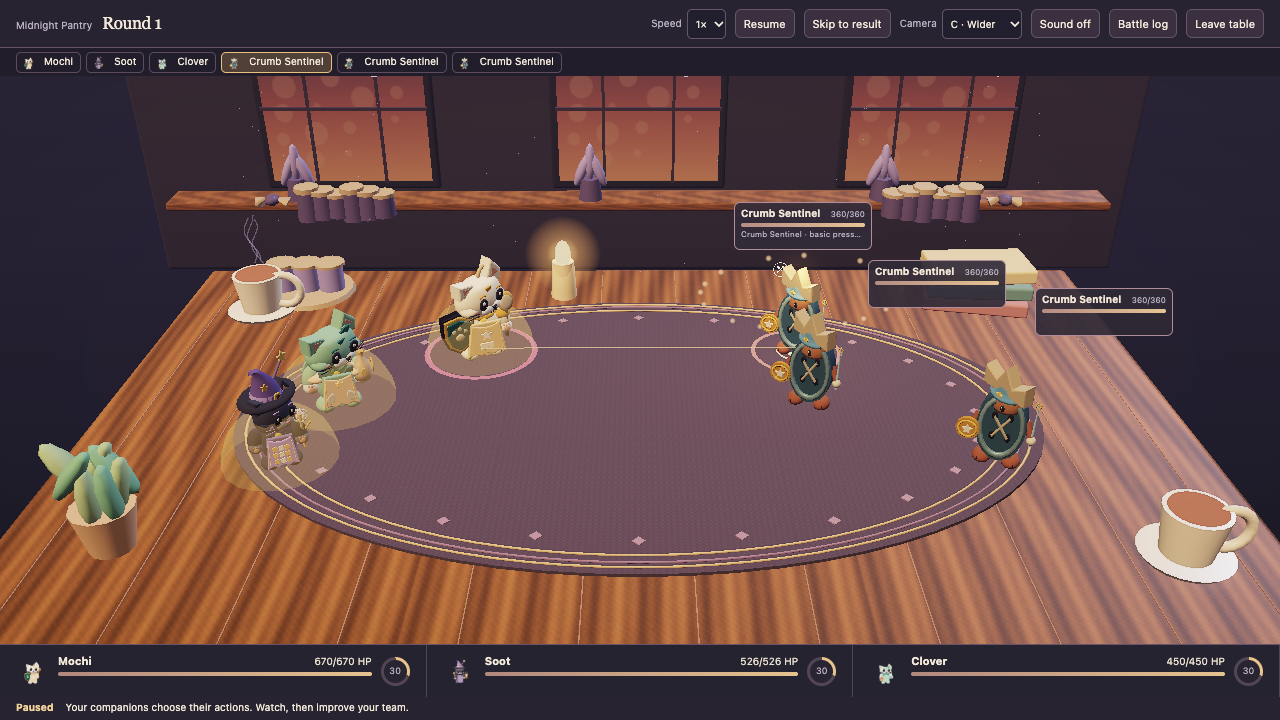 Midnight Pantry Round 1
Speed 1x Resume Skip to result Camera C · Wider Sound off Battle log Leave table
Mochi Soot Clover Crumb Sentinel Crumb Sentinel Crumb Sentinel
Crumb Sentinel 360/360
Crumb Sentinel · basic press...
Crumb Sentinel 360/360
Crumb Sentinel 360/360
Mochi 670/670 HP 30
Soot 526/526 HP 30
Clover 450/450 HP 30
Paused Your companions choose their actions. Watch, then improve your team.